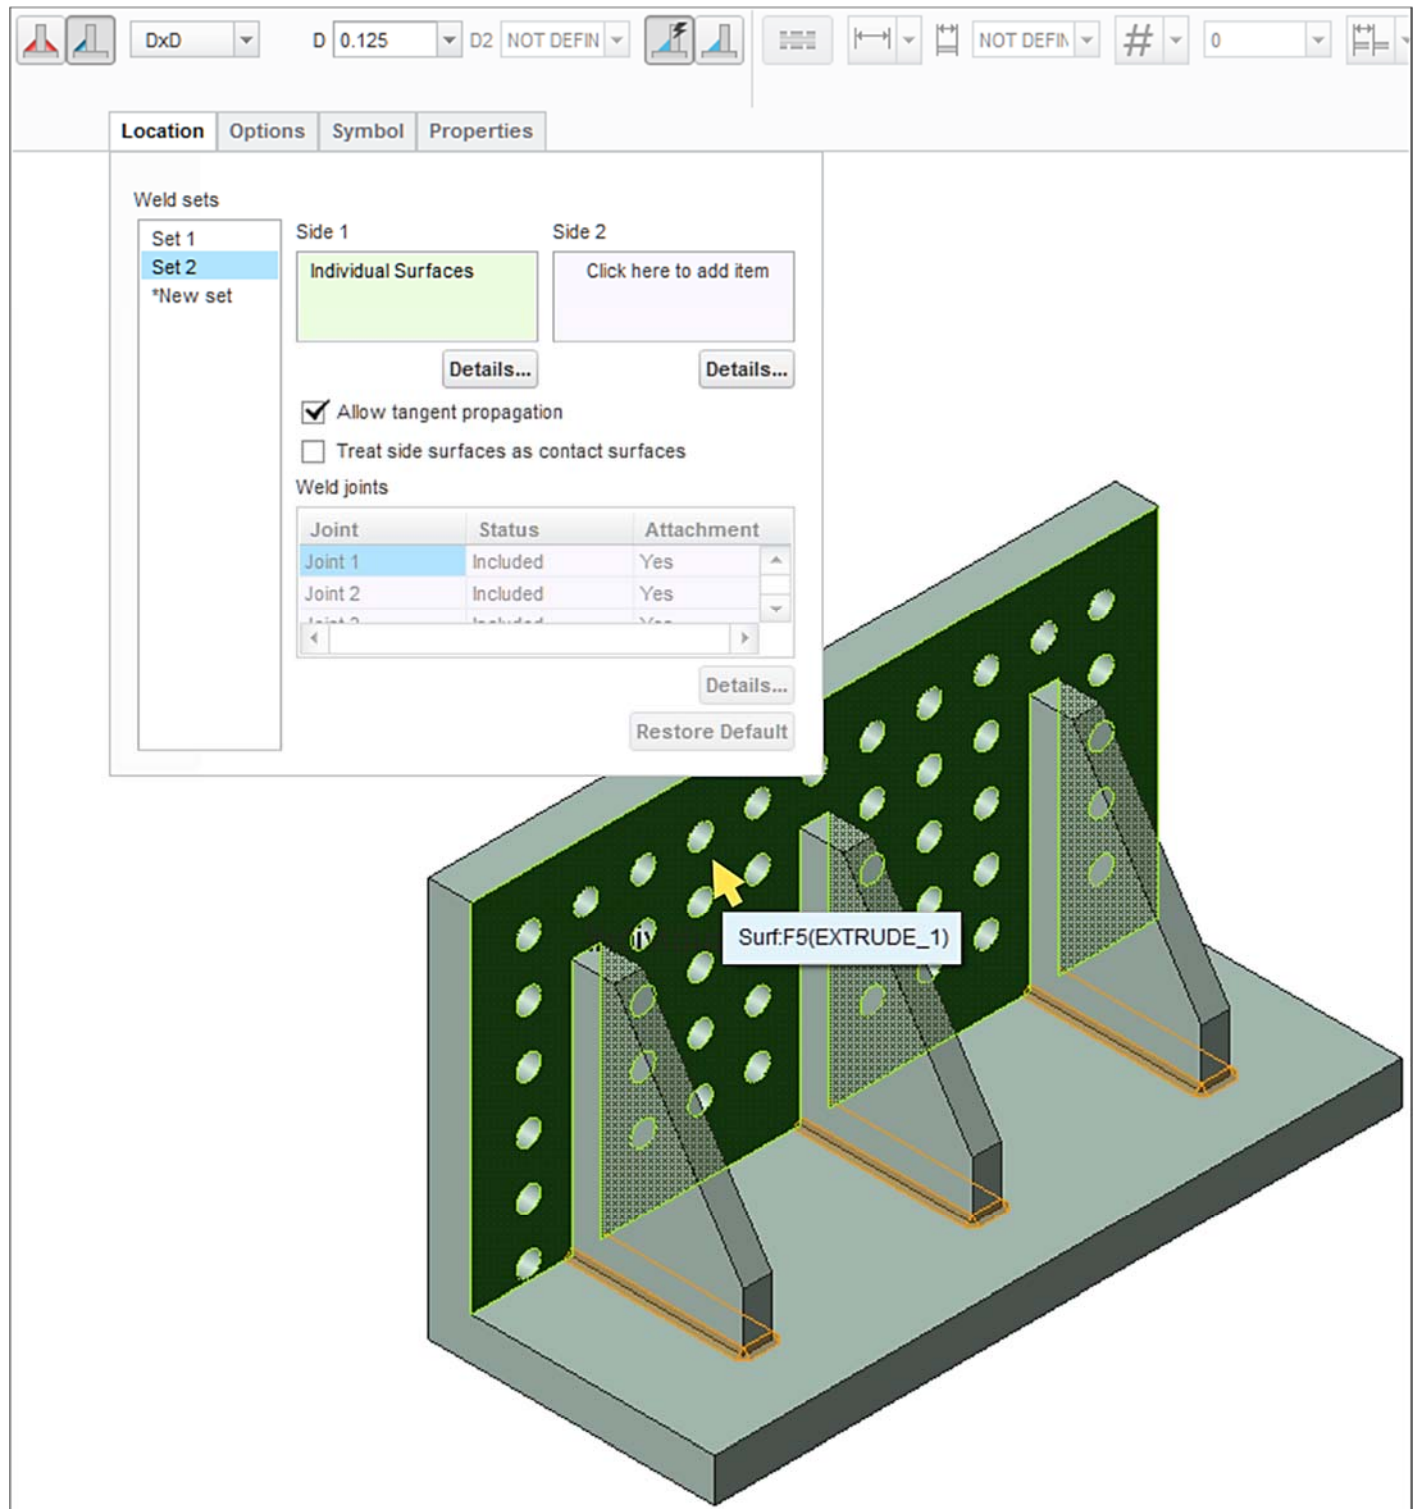 DxD D 0.125 D2 NOT DEFIN NOT DEFIN # 0
Location Options Symbol Properties
Weld sets
Set 1
Set 2
*New set
Side 1 Side 2
Individual Surfaces Click here to add item
Details... Details...
Allow tangent propagation
Treat side surfaces as contact surfaces
Weld joints
Joint Status Attachment
Joint 1 Included Yes
Joint 2 Included Yes
Details...
Restore Default
Surf:F5(EXTRUDE_1)